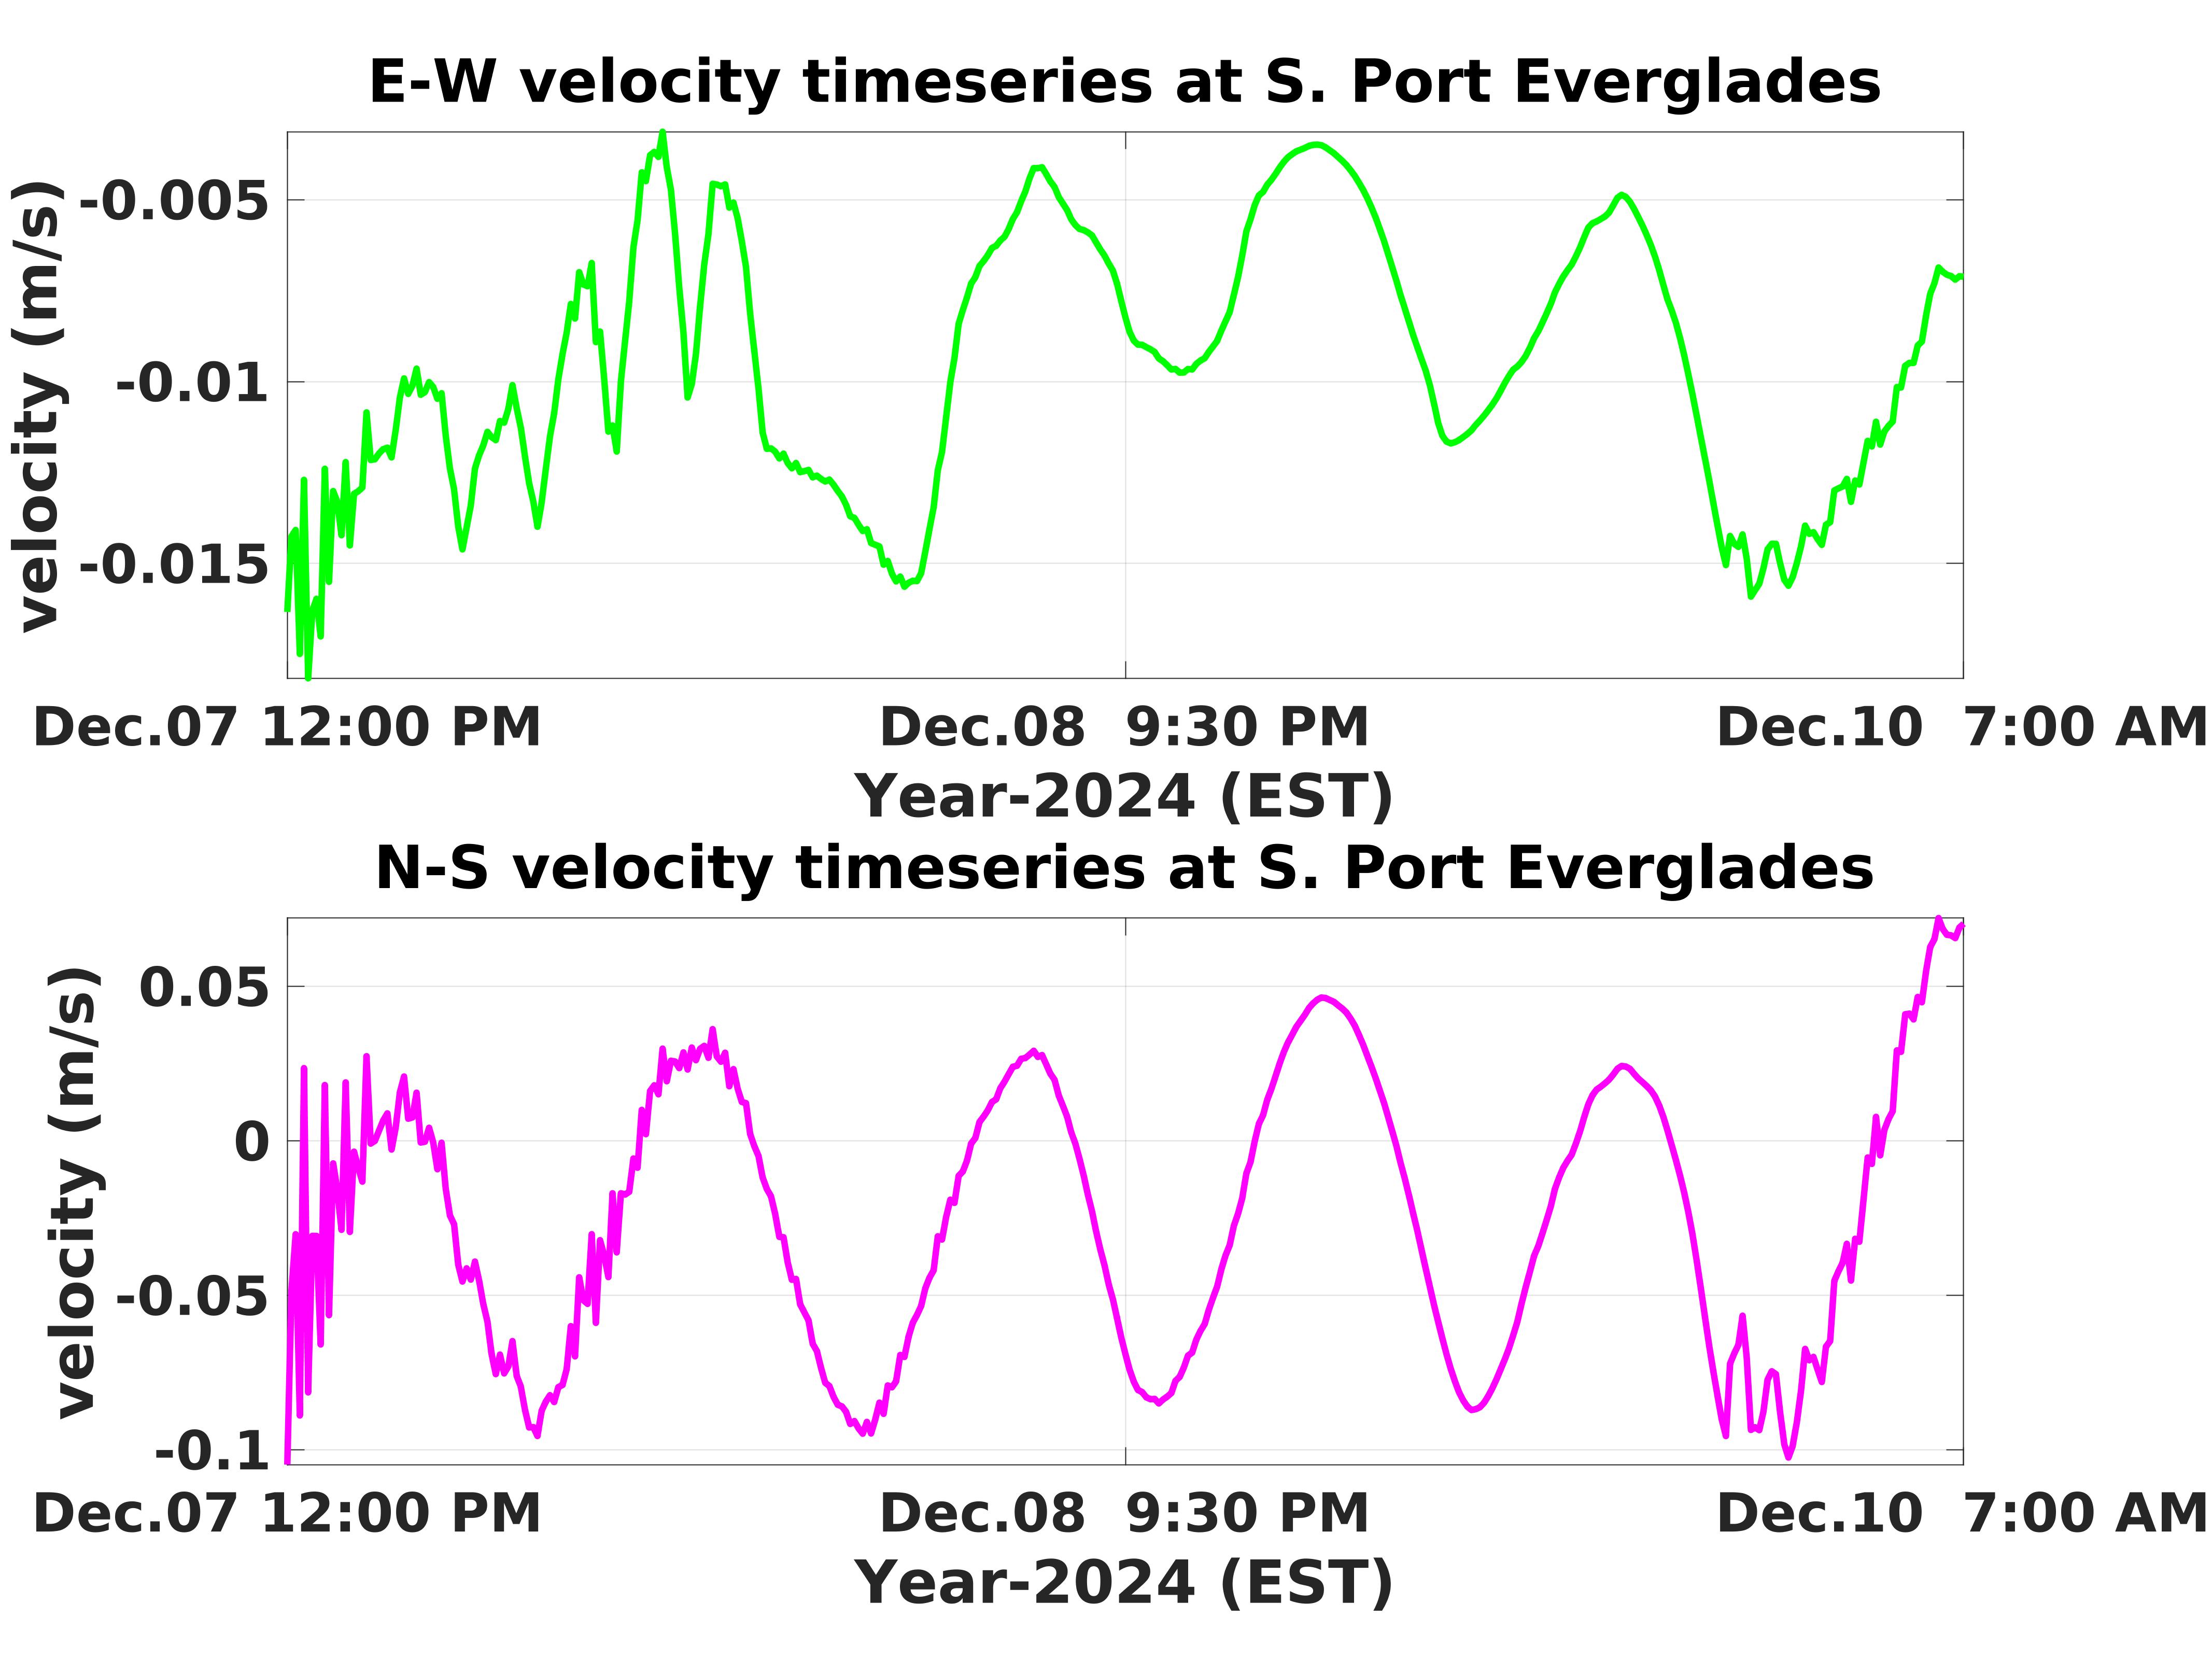 E-W velocity timeseries at S. Port Everglades
velocity (m/s)
-0.005
-0.01
-0.015
Dec.07 12:00 PM
Dec.08  9:30 PM
Dec.10  7:00 AM
Year-2024 (EST)
N-S velocity timeseries at S. Port Everglades
velocity (m/s)
0.05
0
-0.05
-0.1
Dec.07 12:00 PM
Dec.08  9:30 PM
Dec.10  7:00 AM
Year-2024 (EST)